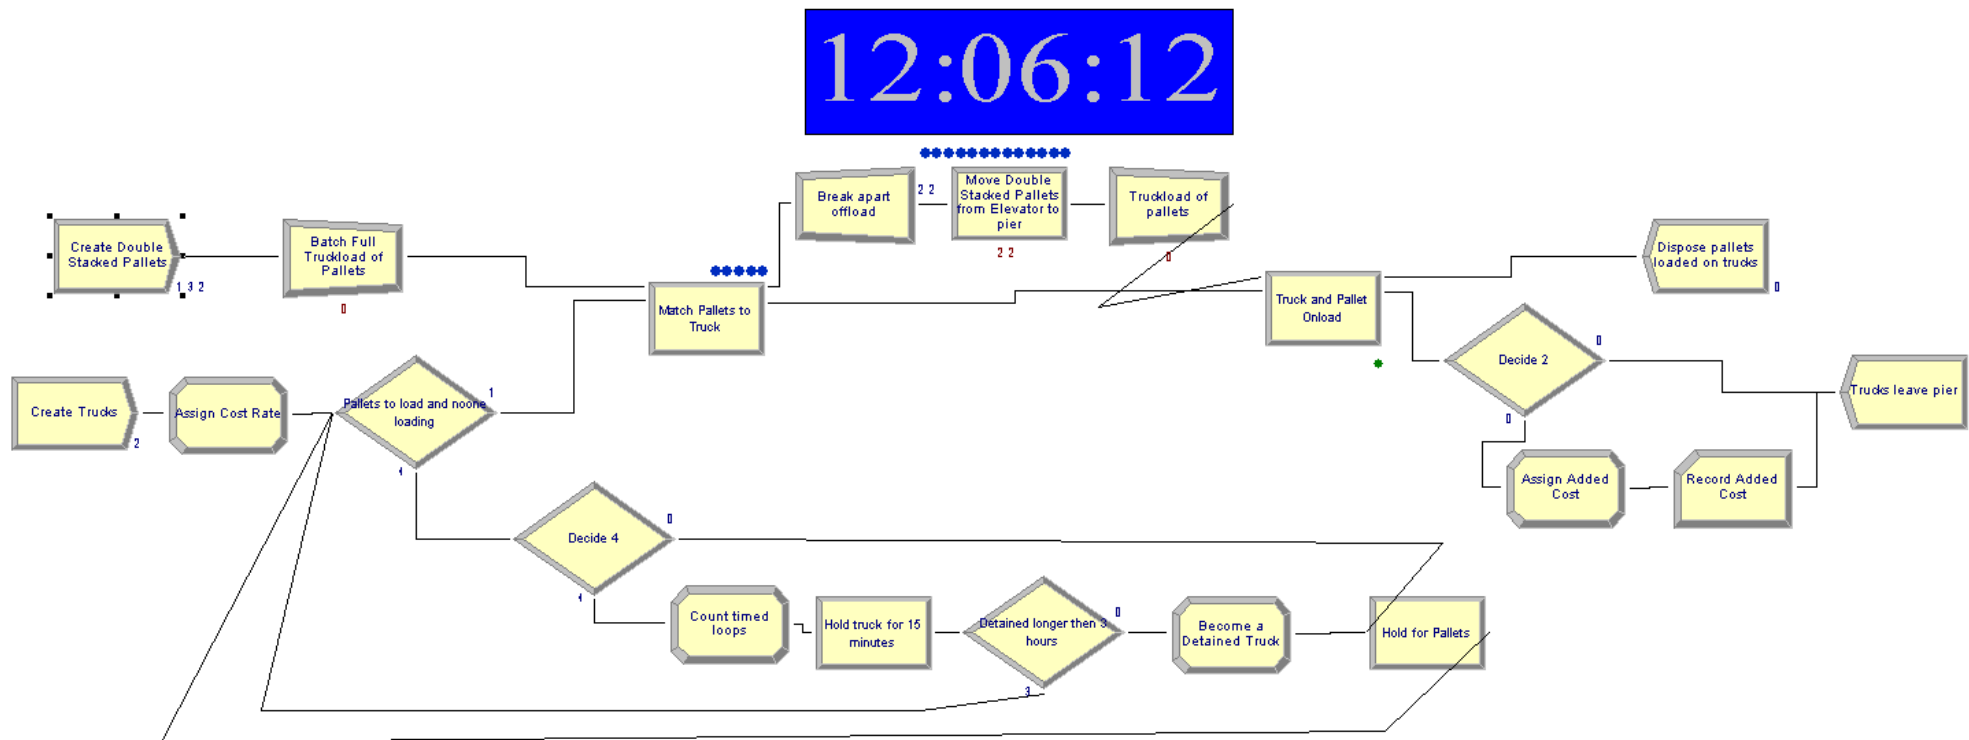 12:06:12
Break apart
offload
2 2
Move Double
Stacked Pallets
from Elevator to
pier
2 2
Truckload of
pallets
0
Create Double
Stacked Pallets
1 3 2
Batch Full
Truckload of
Pallets
0
Match Pallets to
Truck
Truck and Pallet
Onload
Dispose pallets
loaded on trucks
0
Decide 2
0
0
Trucks leave pier
Create Trucks
2
Assign Cost Rate
Pallets to load and noone
loading
1
1
Assign Added
Cost
Record Added
Cost
Decide 4
0
1
Count timed
loops
Hold truck for 15
minutes
Detained longer then 3
hours
0
3
Become a
Detained Truck
Hold for Pallets